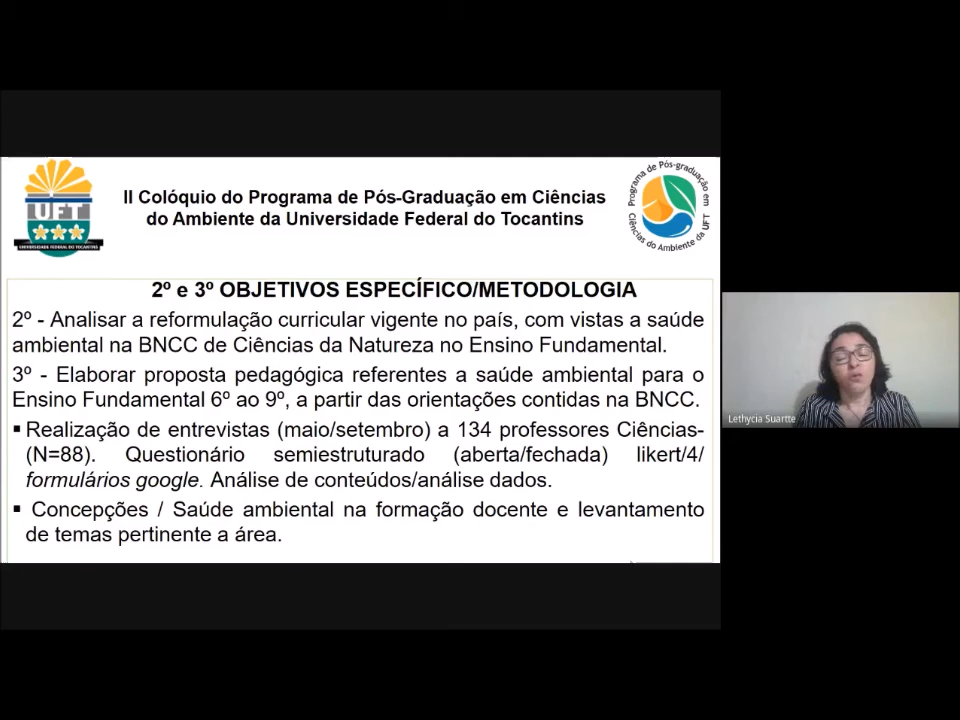 II Colóquio do Programa de Pós-Graduação em Ciências
do Ambiente da Universidade Federal do Tocantins
UFT
UNIVERSIDADE FEDERAL DO TOCANTINS
Programa de Pós-graduação em
Ciências do Ambiente da UFT
2º e 3º OBJETIVOS ESPECÍFICO/METODOLOGIA
2º - Analisar a reformulação curricular vigente no país, com vistas a saúde
ambiental na BNCC de Ciências da Natureza no Ensino Fundamental.
3º - Elaborar proposta pedagógica referentes a saúde ambiental para o
Ensino Fundamental 6º ao 9º, a partir das orientações contidas na BNCC.
▪ Realização de entrevistas (maio/setembro) a 134 professores Ciências-
(N=88). Questionário semiestruturado (aberta/fechada) likert/4/
formulários google. Análise de conteúdos/análise dados.
▪ Concepções / Saúde ambiental na formação docente e levantamento
de temas pertinente a área.
Lethycia Suartte